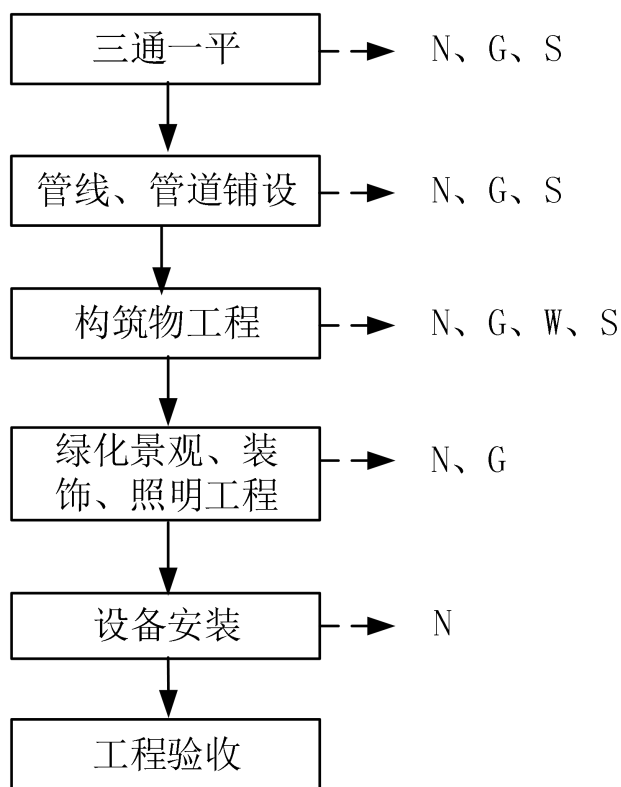 三通一平
N、G、S
管线、管道铺设
N、G、S
构筑物工程
N、G、W、S
绿化景观、装
饰、照明工程
N、G
设备安装
N
工程验收